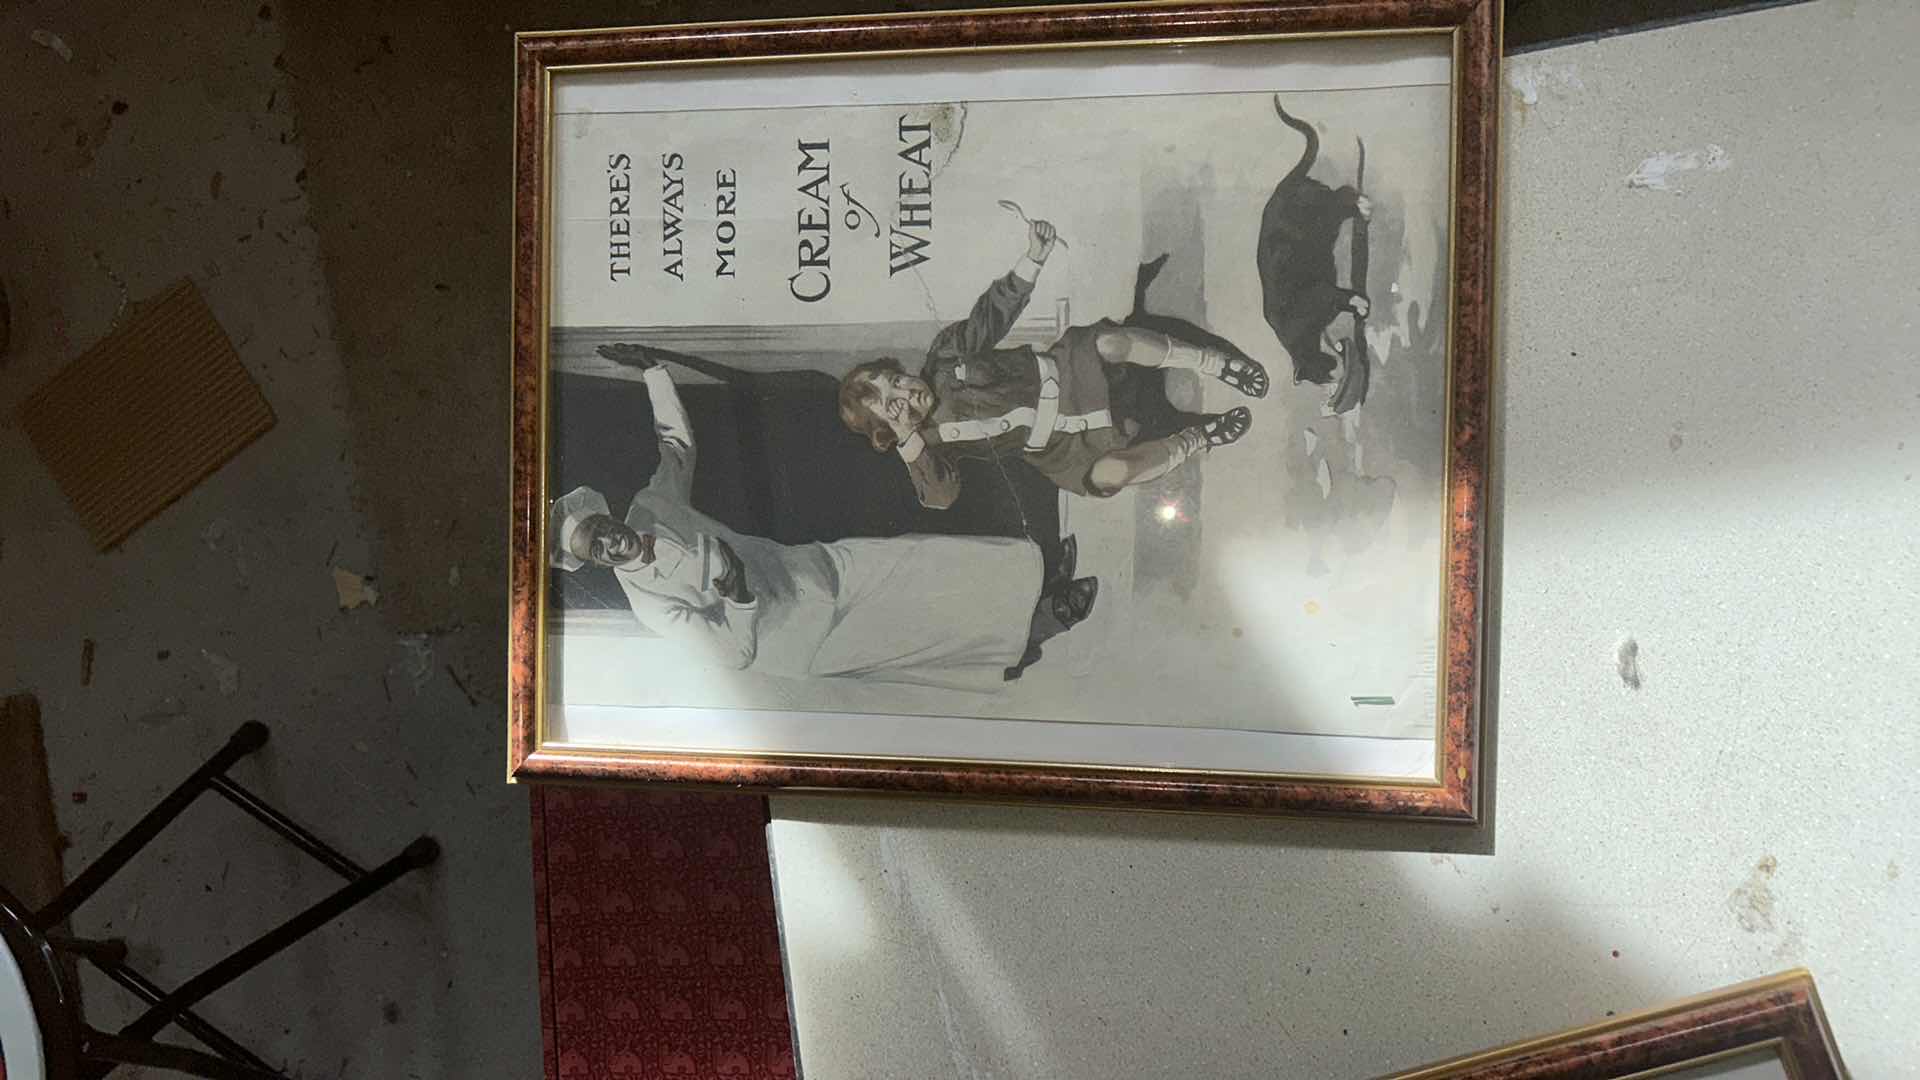 THERE'S
ALWAYS
MORE
CREAM
of
WHEAT